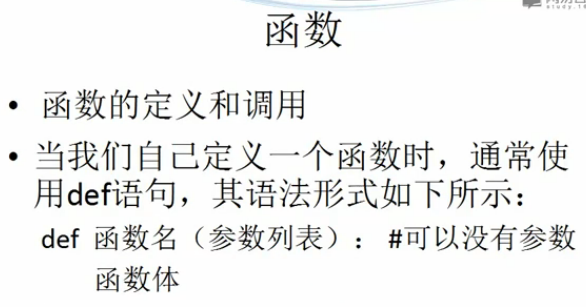 函数
• 函数的定义和调用
• 当我们自己定义一个函数时，通常使
用def语句，其语法形式如下所示：
def 函数名（参数列表）： #可以没有参数
函数体